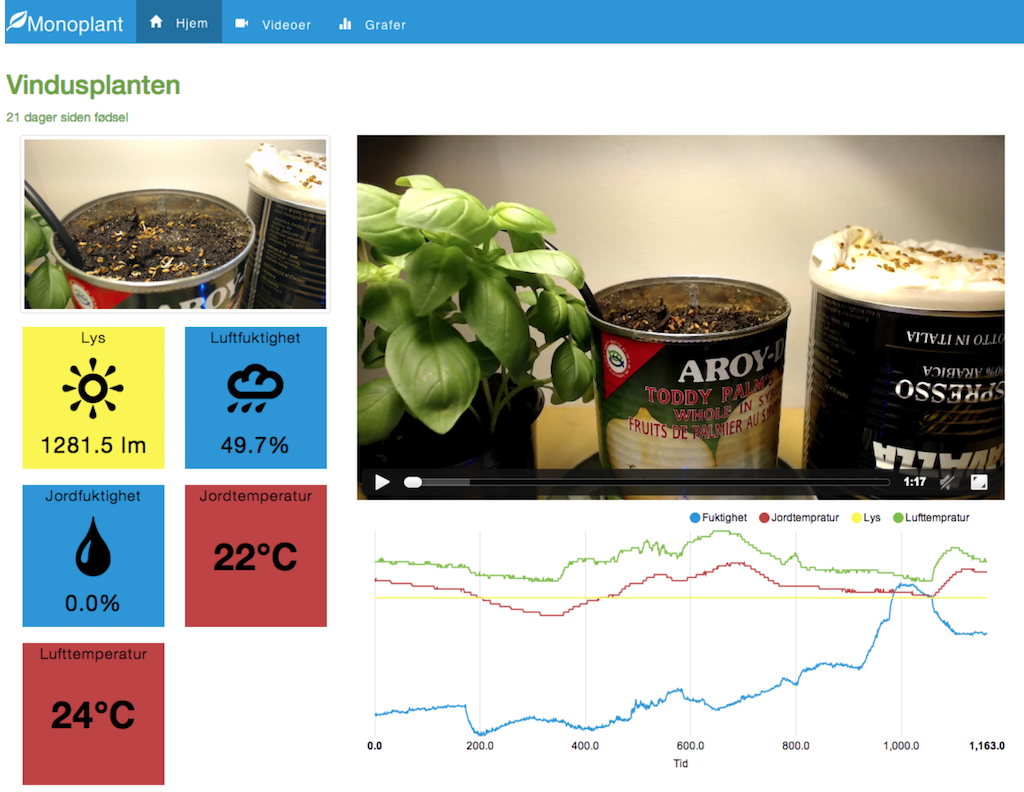 Monoplant Hjem Videoer Grafer
Vindusplanten
21 dager siden fødsel
AROY
Lys
1281.5 lm
Luftfuktighet
49.7%
Jordfuktighet
0.0%
Jordtemperatur
22°C
Lufttemperatur
24°C
AROY-D
TODDY PALM'S
WHOLE IN SY
FRUITS DE PALMIER AU S
OTTO IN ITALIA
00% ARABICA
SPRESSO
AVAZZA
1:17
Fuktighet Jordtempratur Lys Lufttempratur
0.0 200.0 400.0 600.0 800.0 1,000.0 1,163.0
Tid